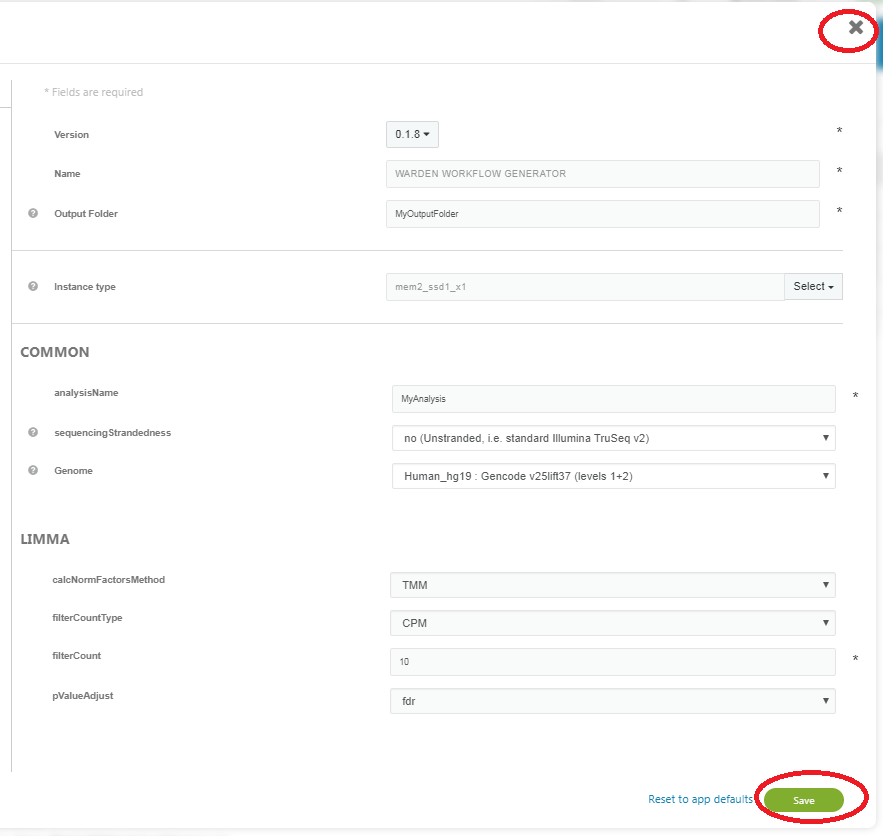 * Fields are required
Version 0.1.8 *
Name WARDEN WORKFLOW GENERATOR *
Output Folder MyOutputFolder *
Instance type mem2_ssd1_x1 Select
COMMON
analysisName MyAnalysis *
sequencingStrandedness no (Unstranded, i.e. standard Illumina TruSeq v2)
Genome Human_hg19 : Gencode v25lift37 (levels 1+2)
LIMMA
calcNormFactorsMethod TMM
filterCountType CPM
filterCount 10 *
pValueAdjust fdr
Reset to app defaults Save